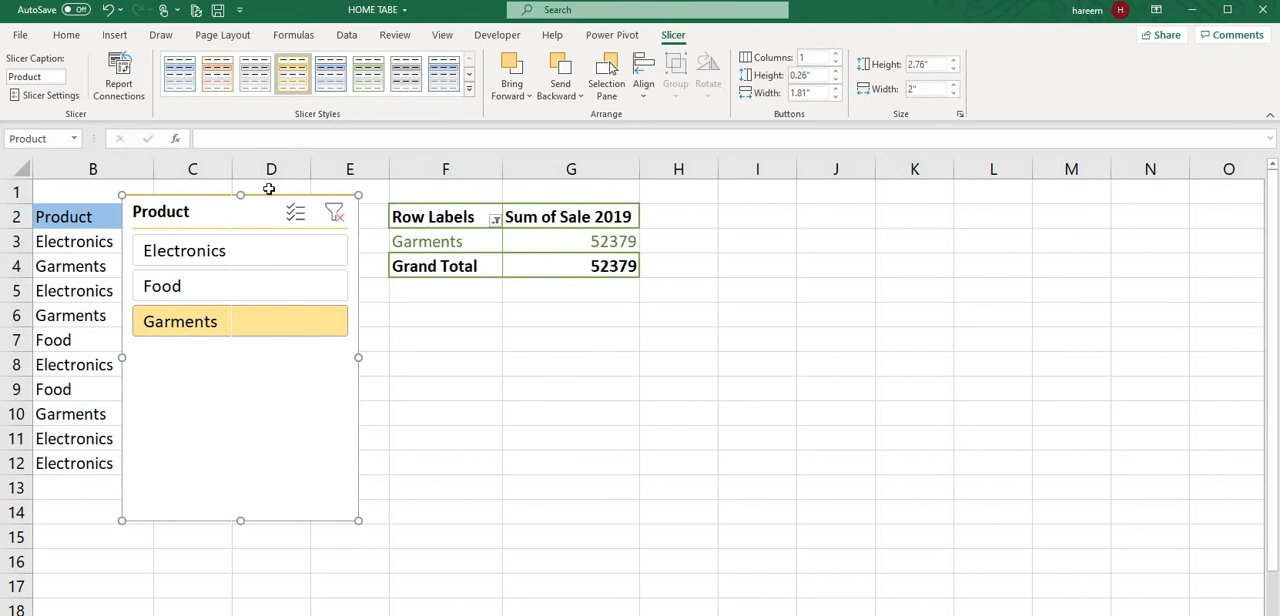 AutoSave Off HOME TABE Search hareem H
File Home Insert Draw Page Layout Formulas Data Review View Developer Help Power Pivot Slicer Share Comments
Slicer Caption:
Product
Slicer Settings
Report Connections
Slicer
Slicer Styles
Bring Forward
Send Backward
Selection Pane
Align
Group
Rotate
Arrange
Columns: 1
Height: 0.26"
Width: 1.81"
Buttons
Height: 2.76"
Width: 2"
Size
Product fx
B C D E F G H I J K L M N O
1
2 Product
3 Electronics
4 Garments
5 Electronics
6 Garments
7 Food
8 Electronics
9 Food
10 Garments
11 Electronics
12 Electronics
13
14
15
16
17
18
Product
Electronics
Food
Garments
Row Labels Sum of Sale 2019
Garments 52379
Grand Total 52379